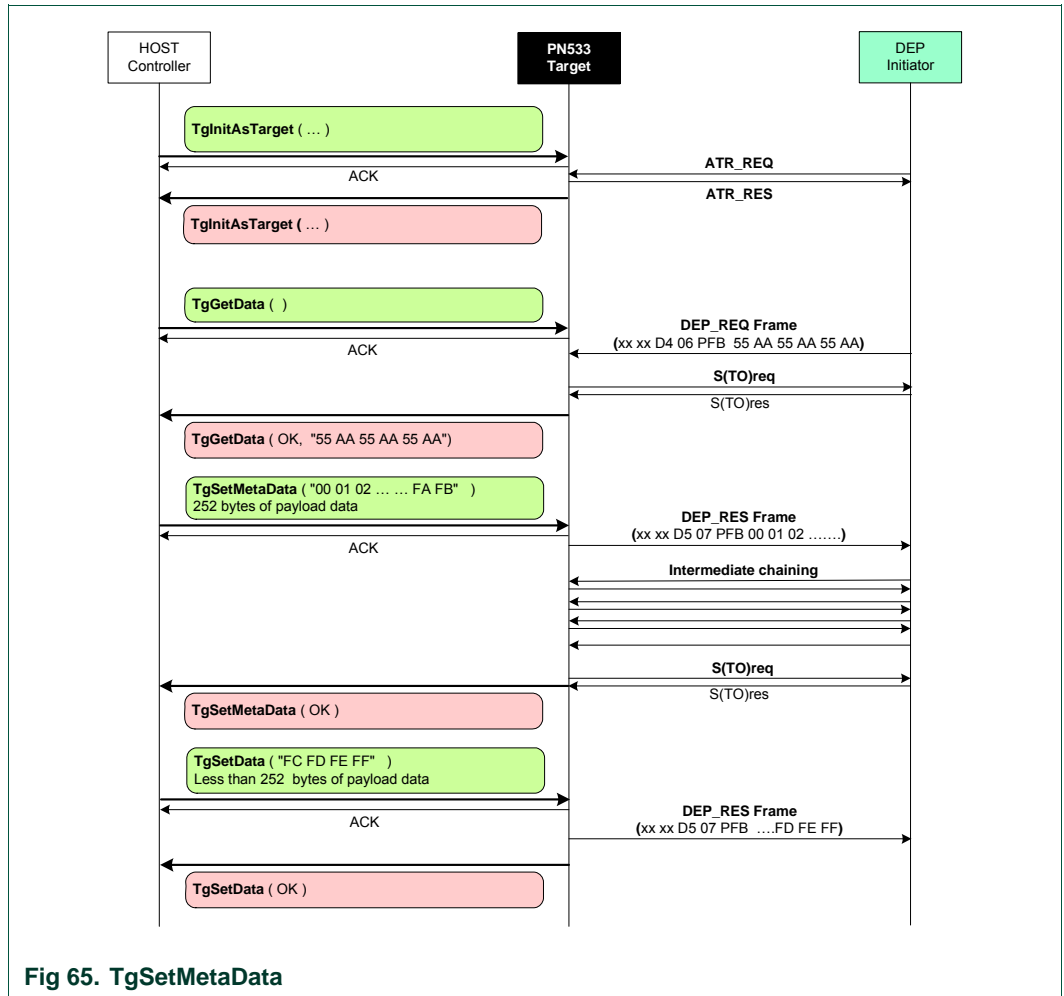 HOST
Controller
PN533
Target
DEP
Initiator
TgInitAsTarget ( … )
ACK
ATR_REQ
ATR_RES
TgInitAsTarget ( … )
TgGetData ( )
ACK
DEP_REQ Frame
(xx xx D4 06 PFB 55 AA 55 AA 55 AA)
S(TO)req
S(TO)res
TgGetData ( OK, "55 AA 55 AA 55 AA")
TgSetMetaData ( "00 01 02 … … FA FB" )
252 bytes of payload data
ACK
DEP_RES Frame
(xx xx D5 07 PFB 00 01 02 …….)
Intermediate chaining
S(TO)req
S(TO)res
TgSetMetaData ( OK )
TgSetData ( "FC FD FE FF" )
Less than 252 bytes of payload data
ACK
DEP_RES Frame
(xx xx D5 07 PFB ….FD FE FF)
TgSetData ( OK )
Fig 65. TgSetMetaData